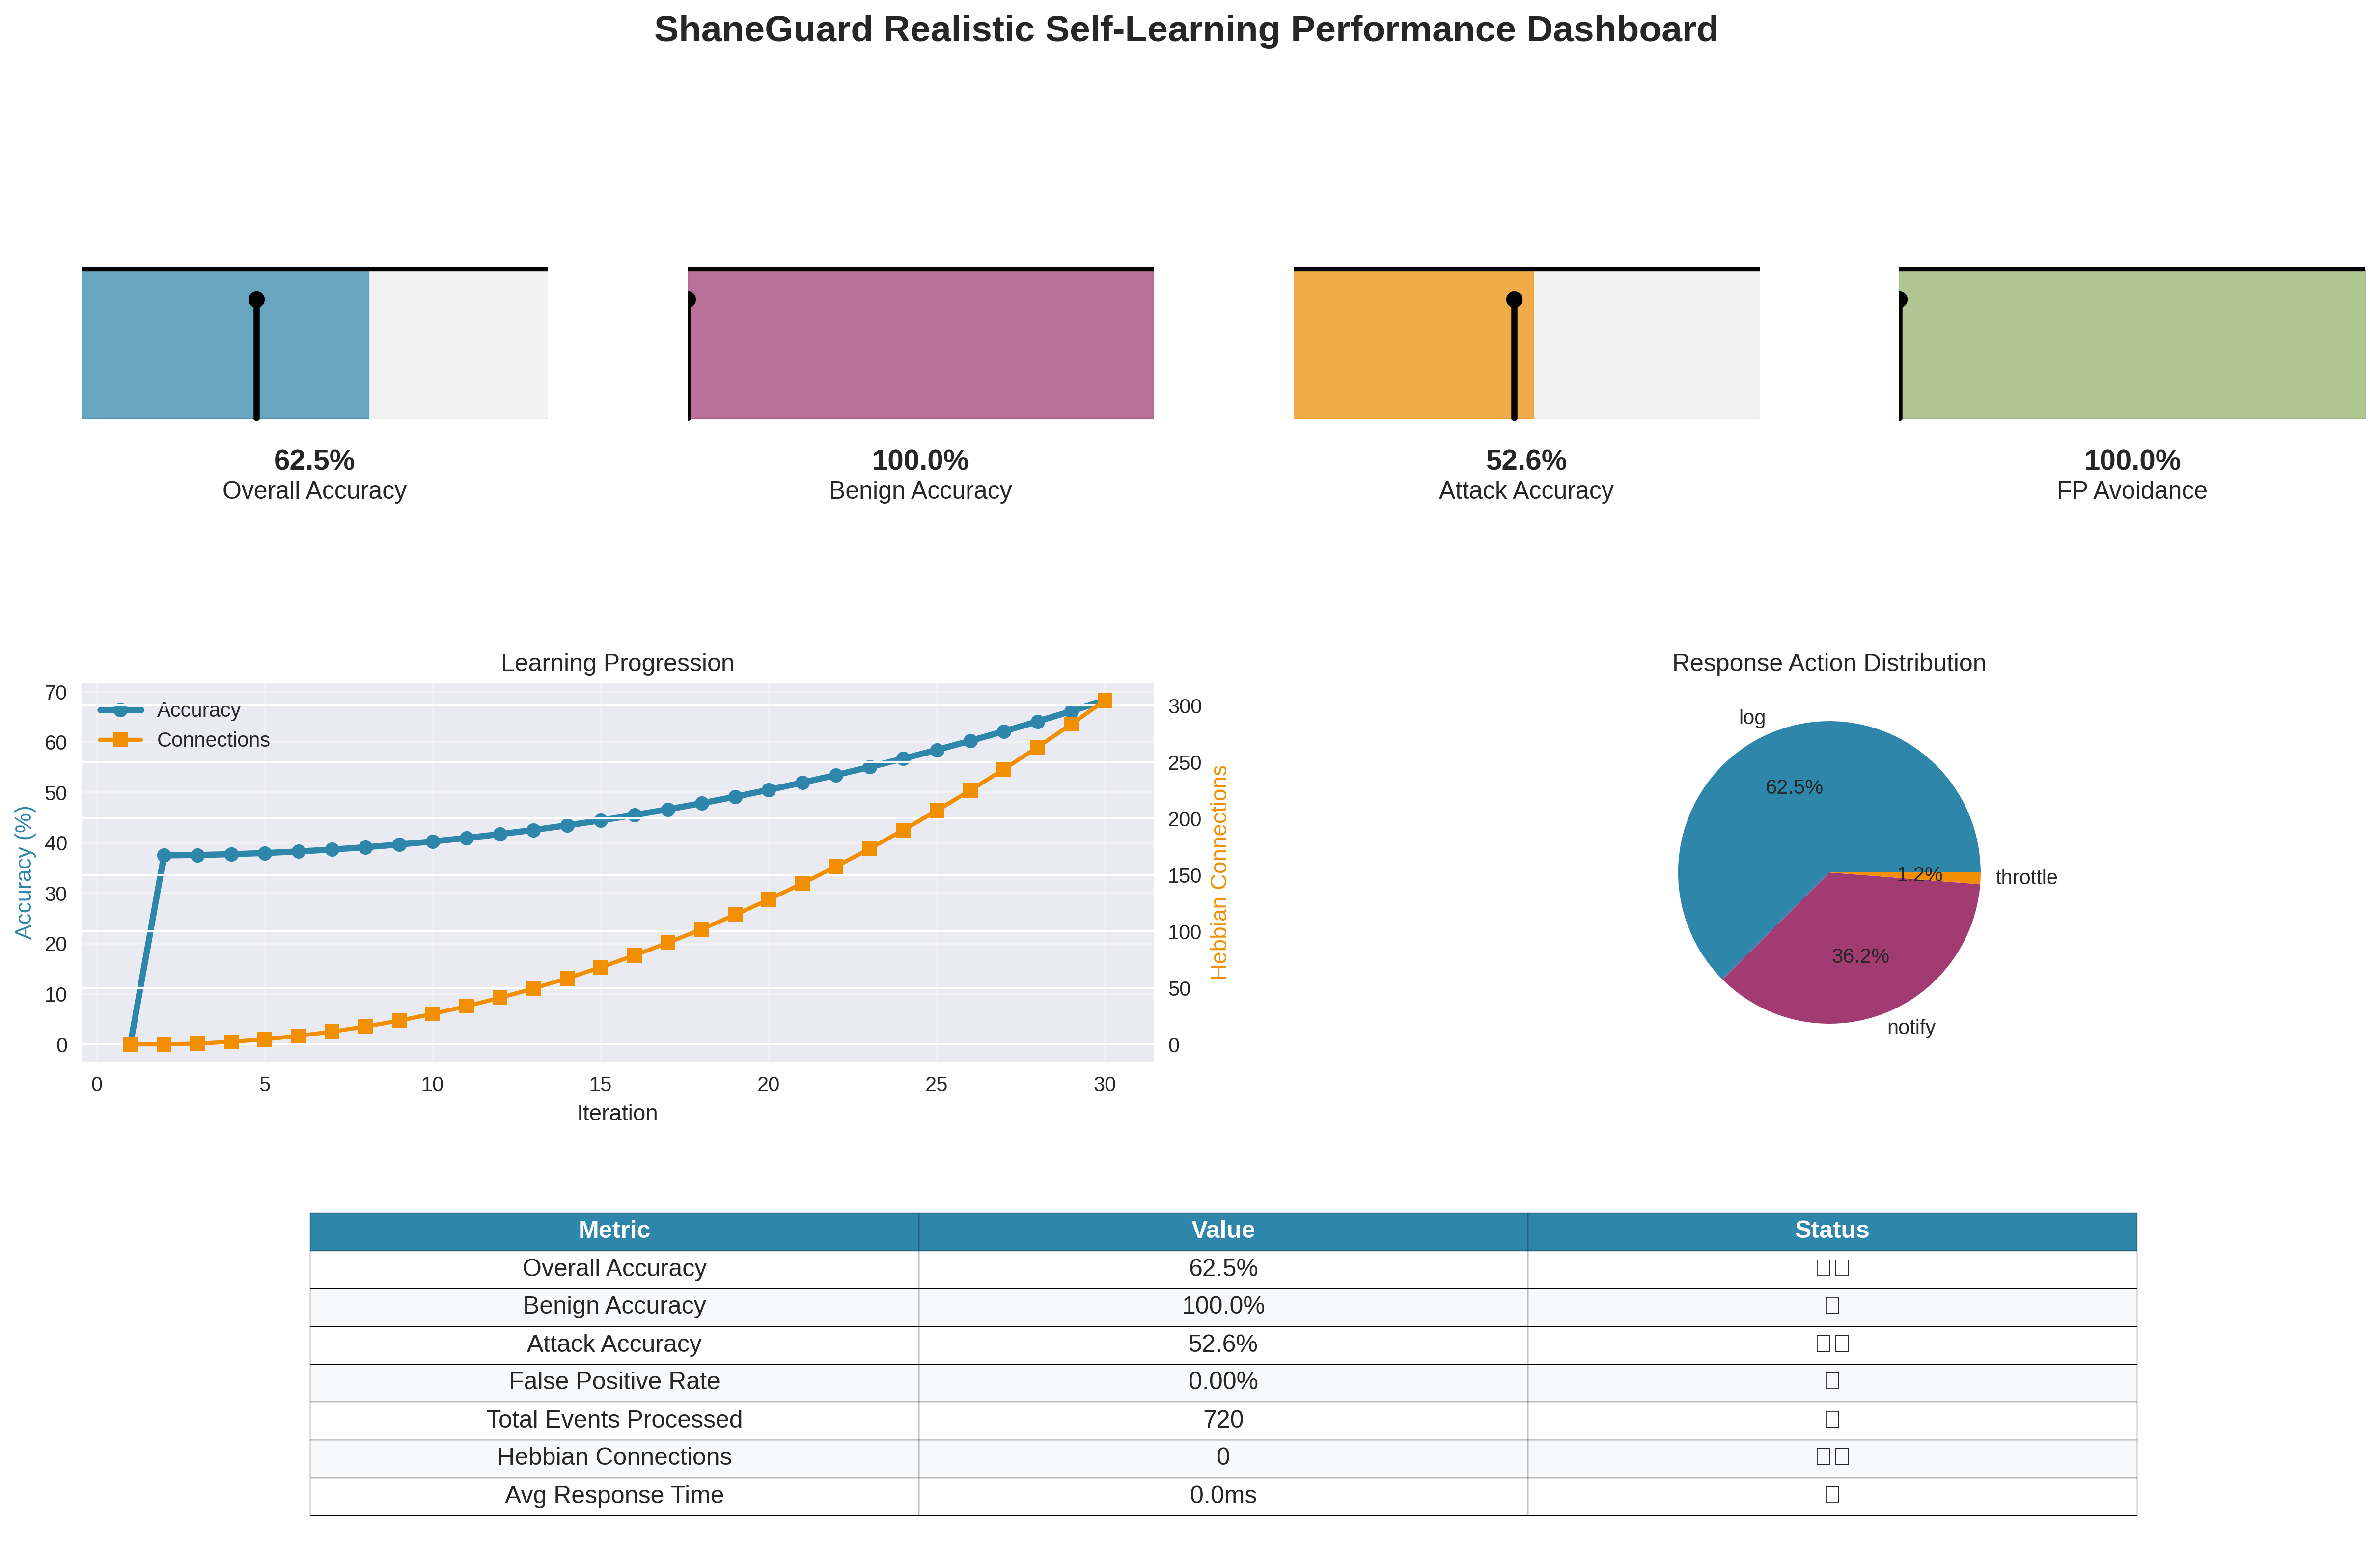 ShaneGuard Realistic Self-Learning Performance Dashboard
62.5%
Overall Accuracy
100.0%
Benign Accuracy
52.6%
Attack Accuracy
100.0%
FP Avoidance
Learning Progression
Accuracy
Connections
70
60
50
40
30
20
10
0
Accuracy (%)
300
250
200
150
100
50
0
Hebbian Connections
0 5 10 15 20 25 30
Iteration
Response Action Distribution
log
62.5%
1.2%
throttle
36.2%
notify
Metric Value Status
Overall Accuracy 62.5%
Benign Accuracy 100.0%
Attack Accuracy 52.6%
False Positive Rate 0.00%
Total Events Processed 720
Hebbian Connections 0
Avg Response Time 0.0ms